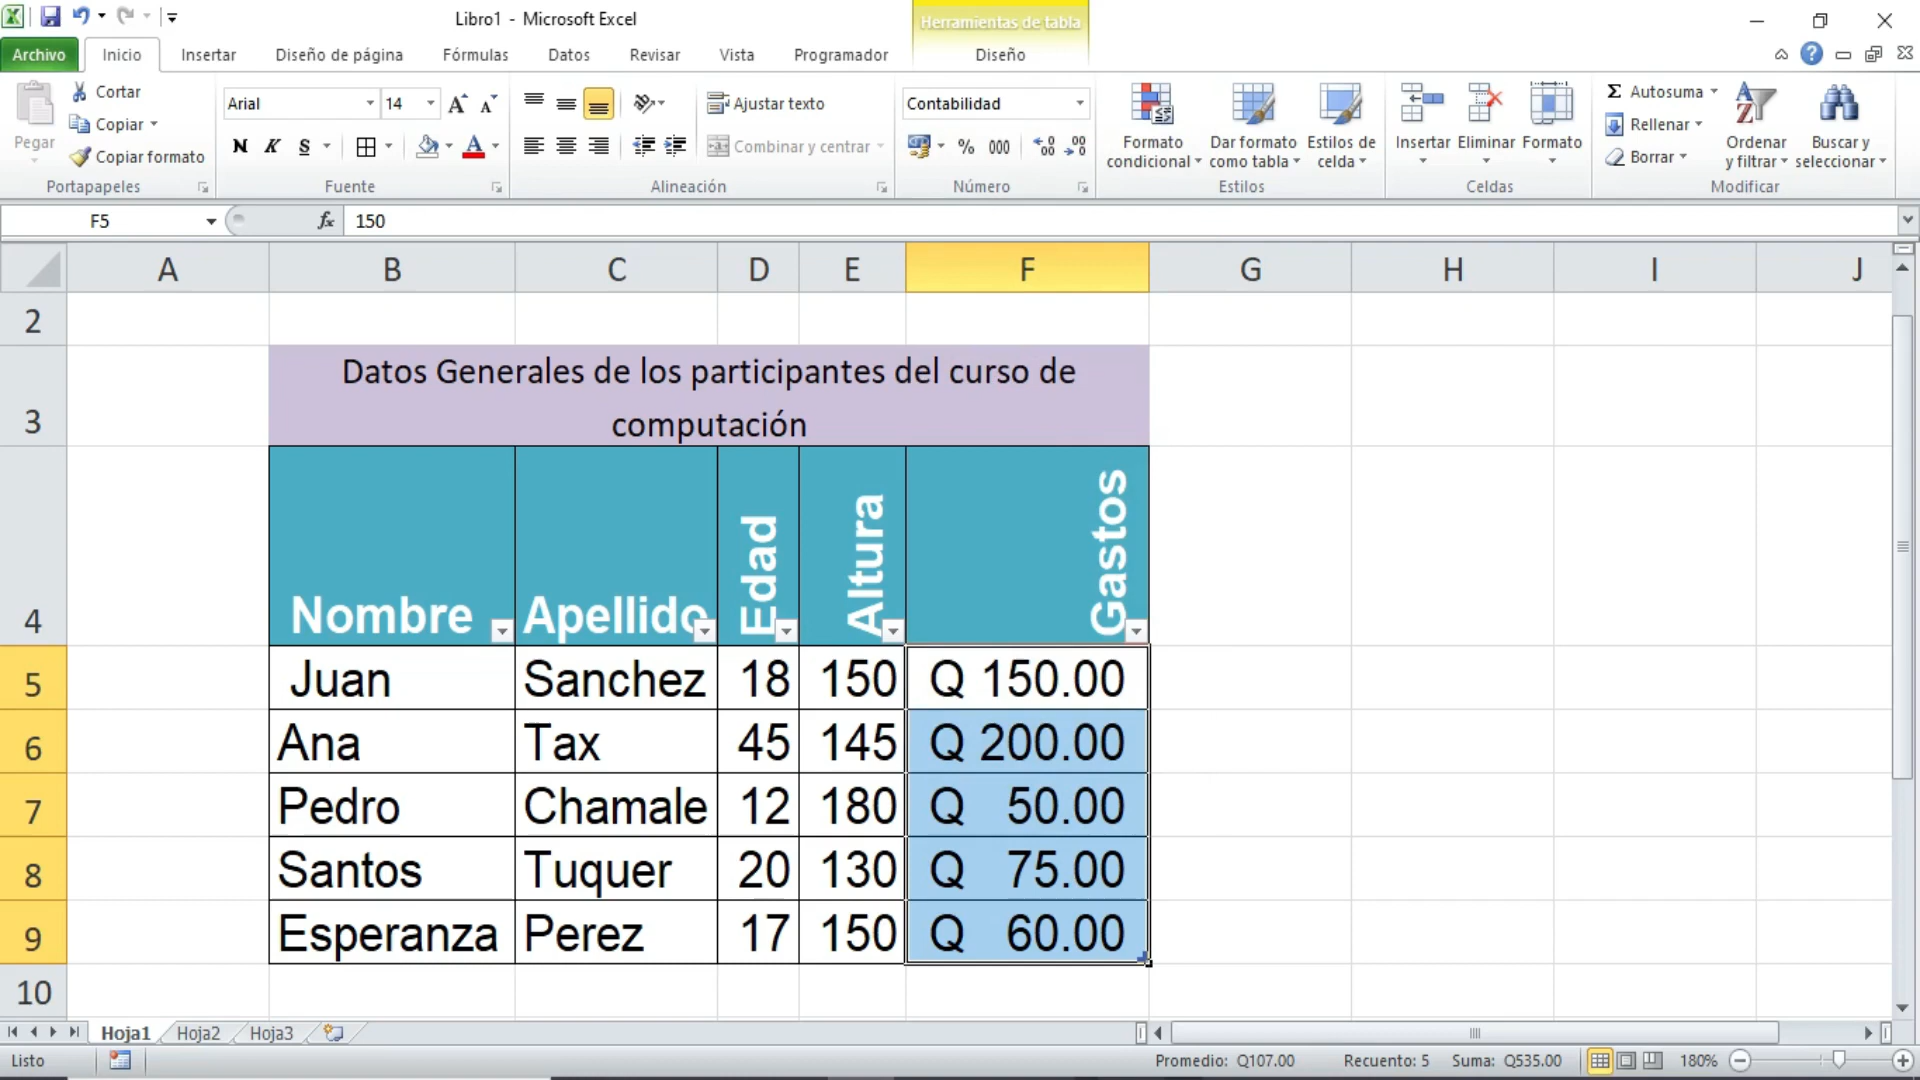 Libro1 - Microsoft Excel
Herramientas de tabla
Archivo Inicio Insertar Diseño de página Fórmulas Datos Revisar Vista Programador Diseño
Pegar
Cortar
Copiar
Copiar formato
Portapapeles
Arial 14
N K S
Fuente
Ajustar texto
Combinar y centrar
Alineación
Contabilidad
% 000
Número
Formato condicional
Dar formato como tabla
Estilos de celda
Estilos
Insertar Eliminar Formato
Celdas
Σ Autosuma
Rellenar
Borrar
Ordenar y filtrar
Buscar y seleccionar
Modificar
F5 fx 150
A B C D E F G H I J
2
3 Datos Generales de los participantes del curso de
computación
4 Nombre Apellido Edad Altura Gastos
5 Juan Sanchez 18 150 Q 150.00
6 Ana Tax 45 145 Q 200.00
7 Pedro Chamale 12 180 Q 50.00
8 Santos Tuquer 20 130 Q 75.00
9 Esperanza Perez 17 150 Q 60.00
10
Hoja1 Hoja2 Hoja3
Listo Promedio: Q107.00 Recuento: 5 Suma: Q535.00 180%